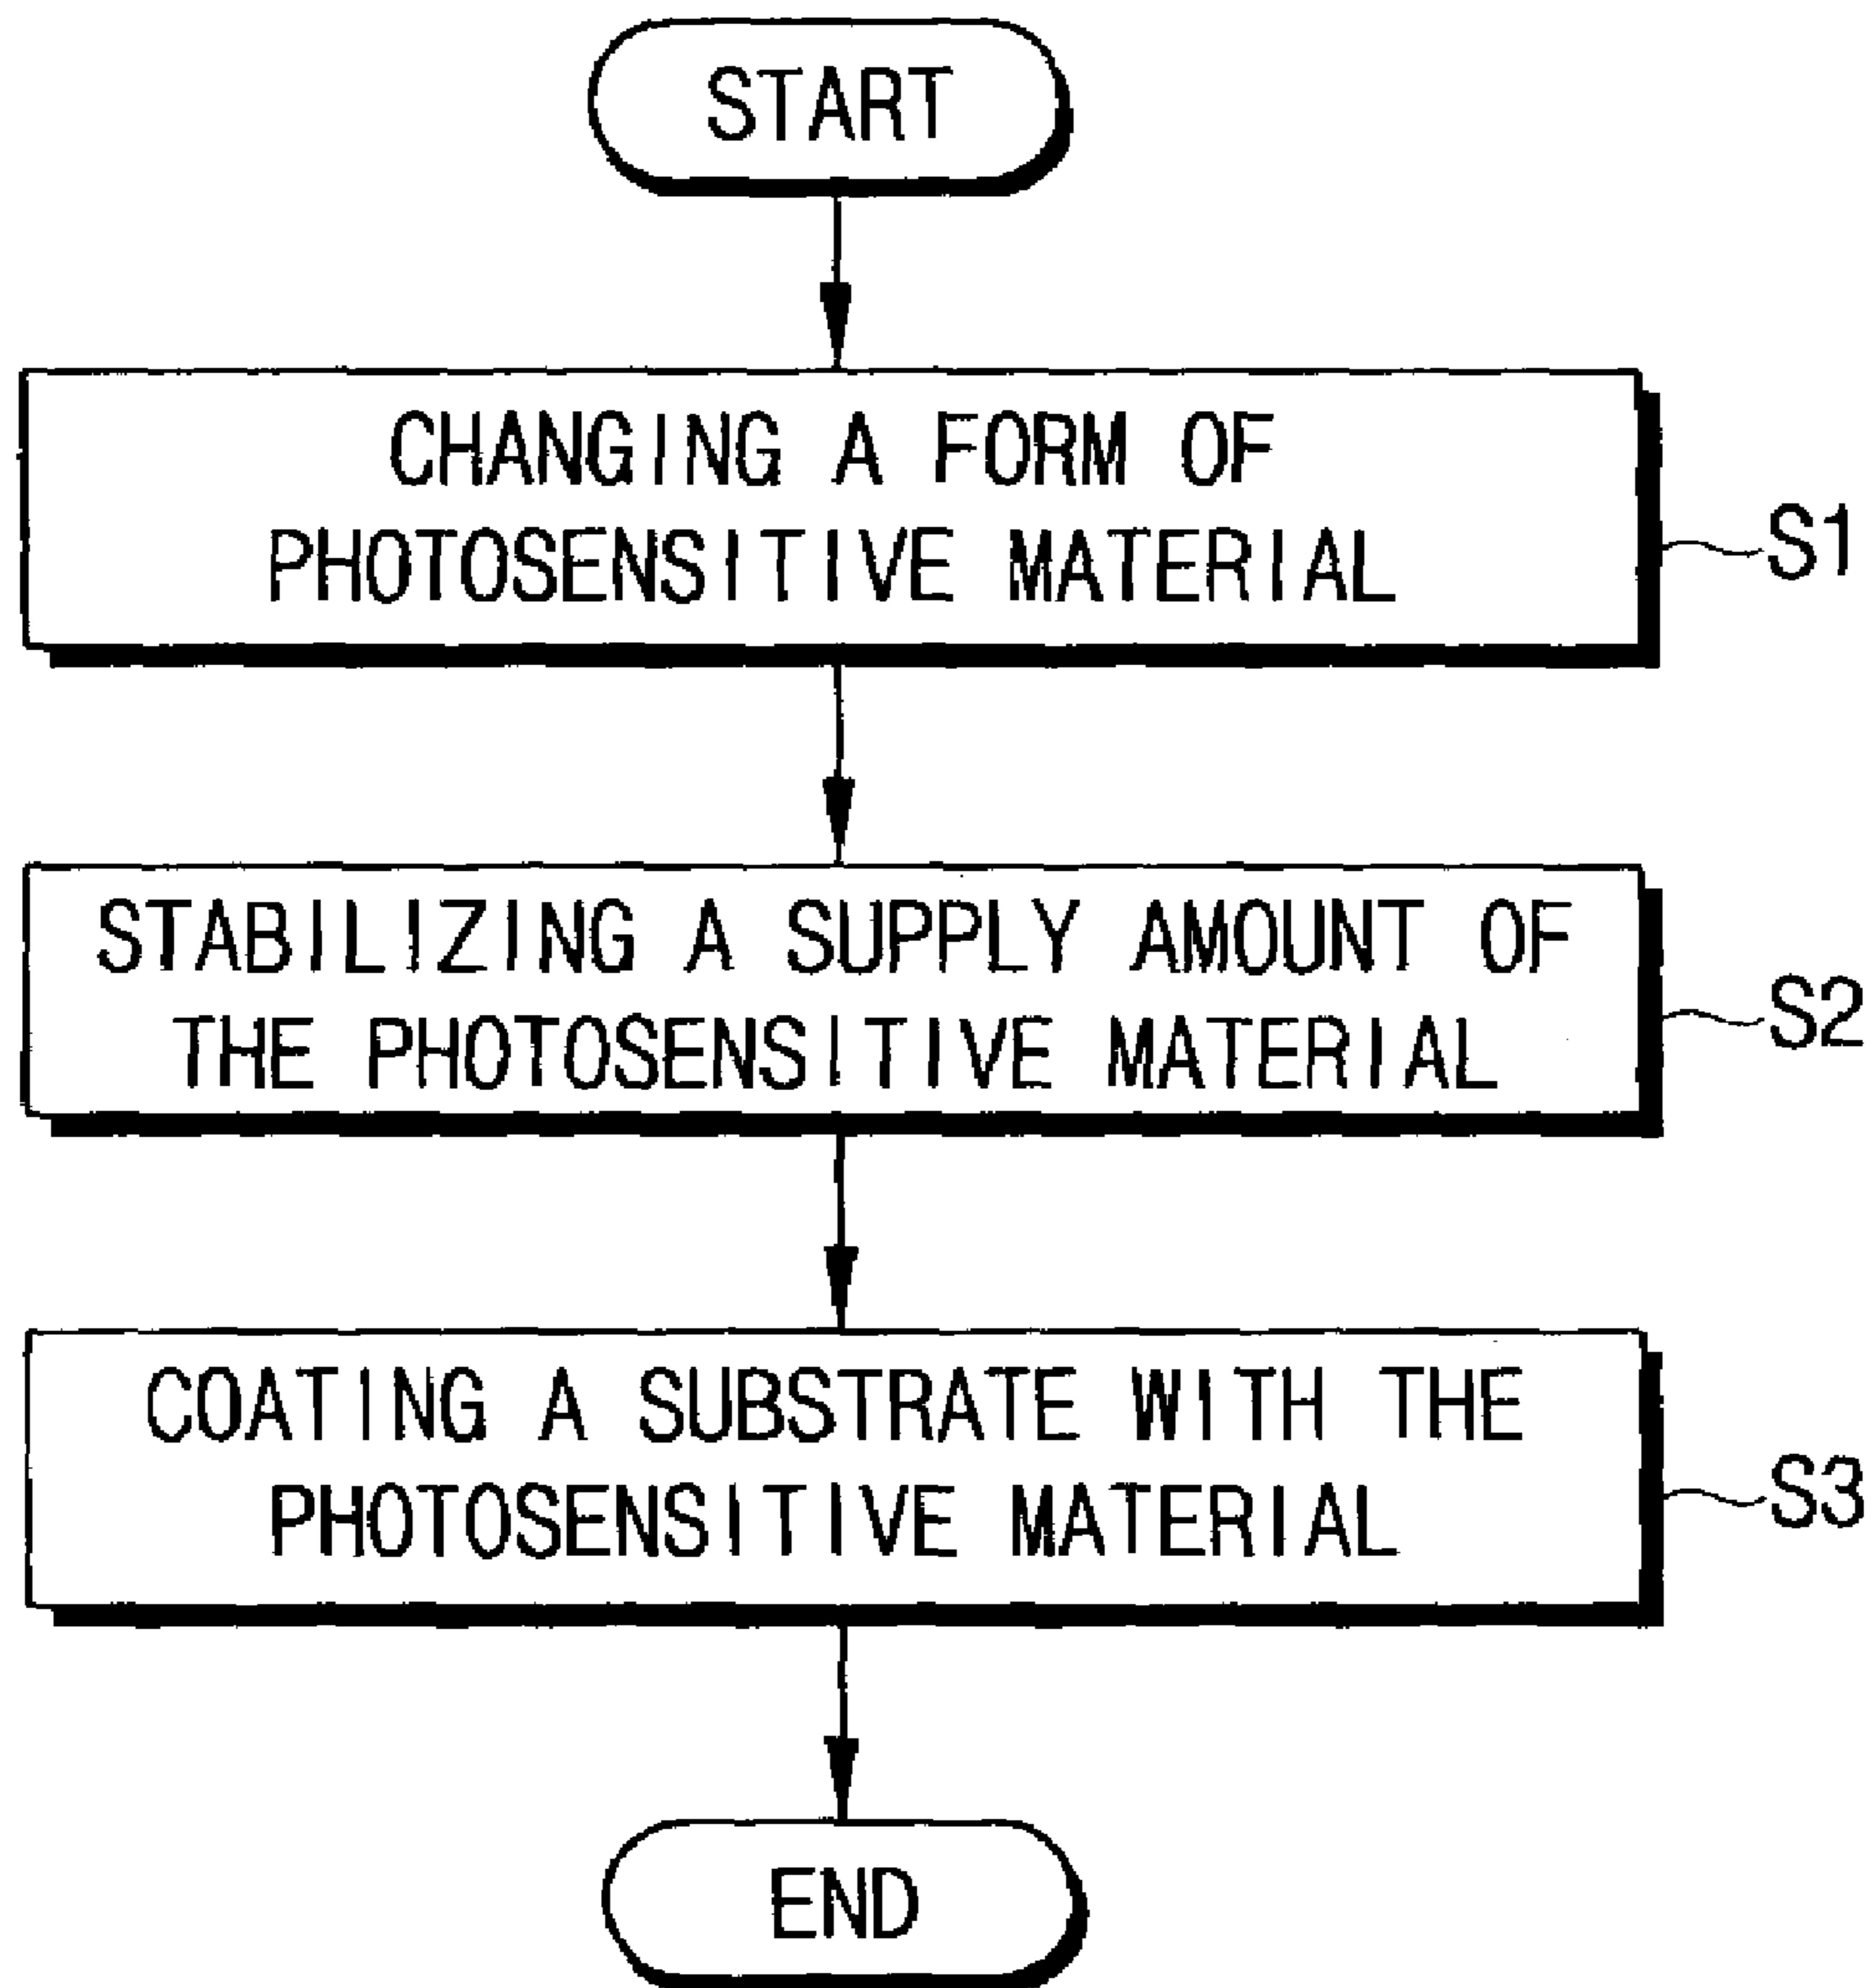 START
CHANGING A FORM OF
PHOTOSENSITIVE MATERIAL
S1
STABILIZING A SUPPLY AMOUNT OF
THE PHOTOSENSITIVE MATERIAL
S2
COATING A SUBSTRATE WITH THE
PHOTOSENSITIVE MATERIAL
S3
END